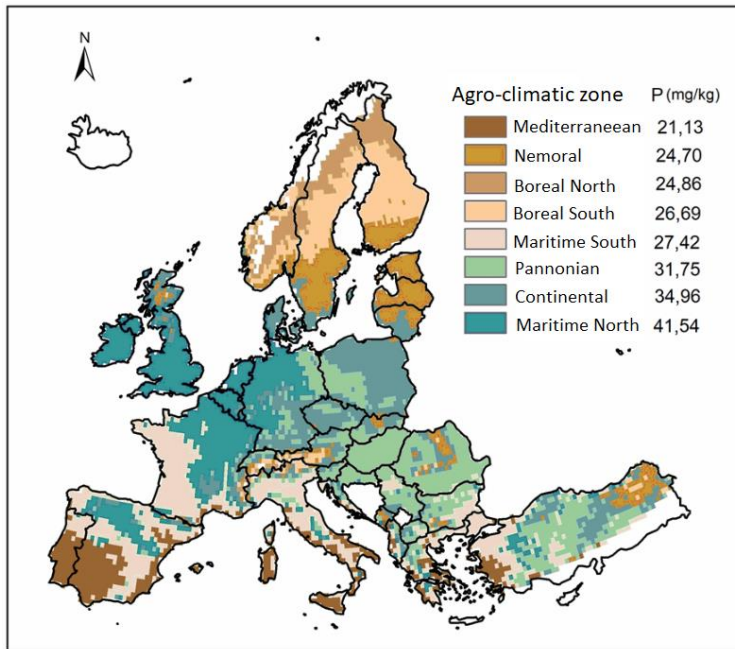 N
Agro-climatic zone P (mg/kg)
Mediterraneean 21,13
Nemoral 24,70
Boreal North 24,86
Boreal South 26,69
Maritime South 27,42
Pannonian 31,75
Continental 34,96
Maritime North 41,54